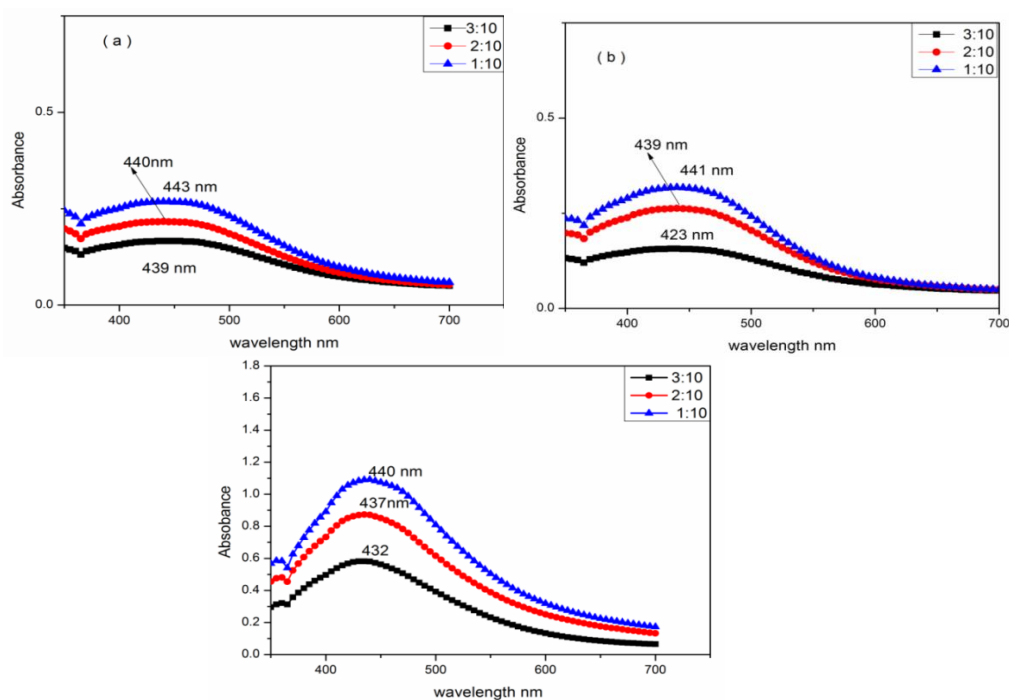 ( a )
3:10
2:10
1:10
0.5
0.0
Absorbance
440nm
443 nm
439 nm
400 500 600 700
wavelength nm
( b )
3:10
2:10
1:10
0.5
0.0
Absorbance
439 nm
441 nm
423 nm
400 500 600 700
wavelength nm
3:10
2:10
1:10
1.8
1.6
1.4
1.2
1.0
0.8
0.6
0.4
0.2
0.0
Absobance
440 nm
437nm
432
400 500 600 700
wavelength nm